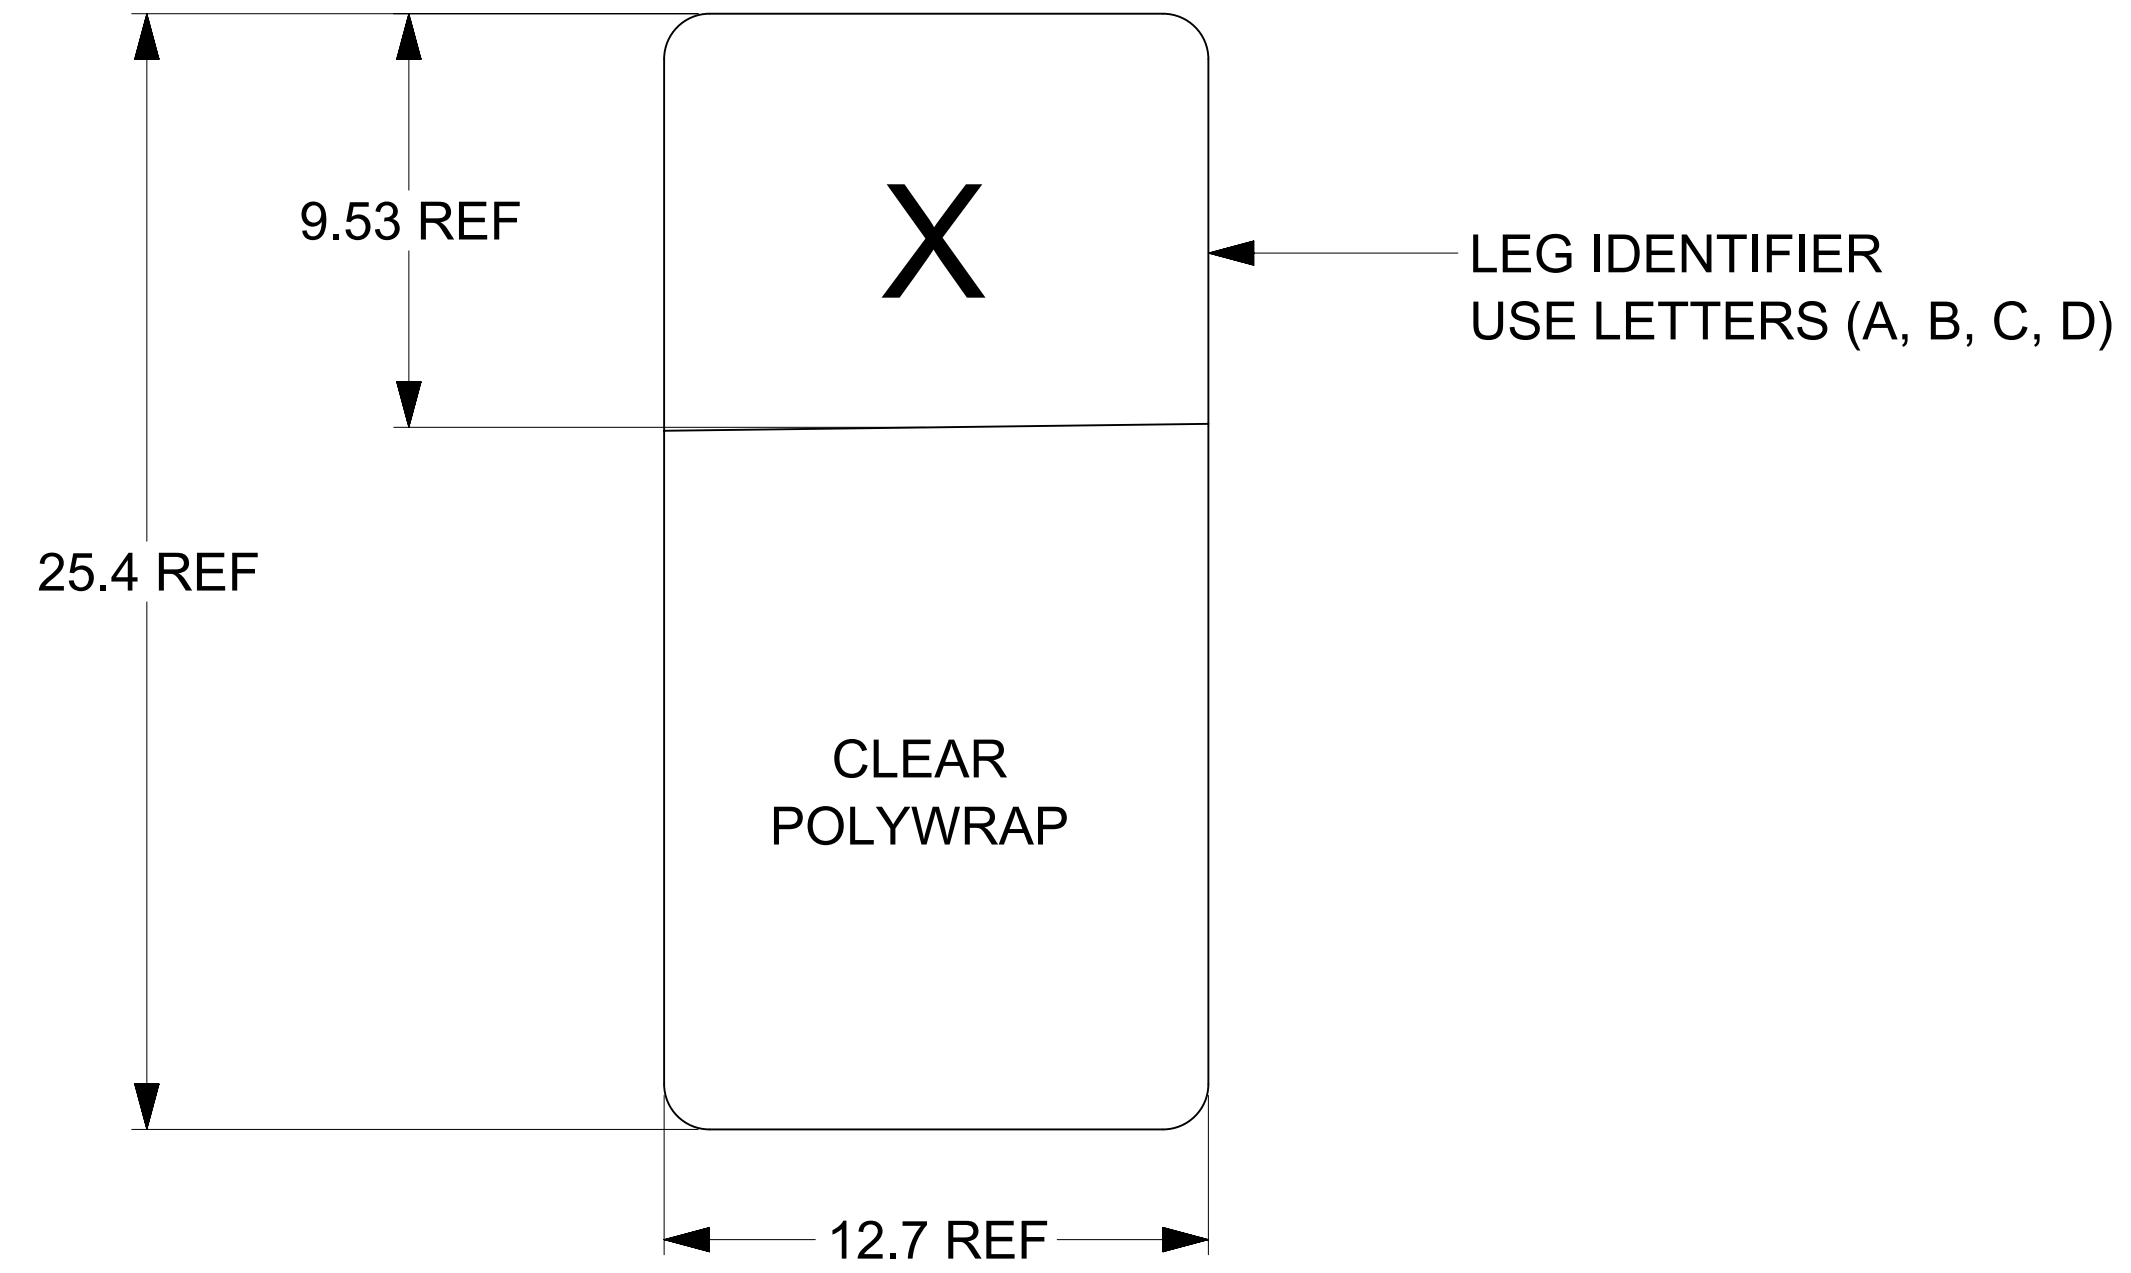 9.53 REF
X
LEG IDENTIFIER
USE LETTERS (A, B, C, D)
25.4 REF
CLEAR
POLYWRAP
12.7 REF